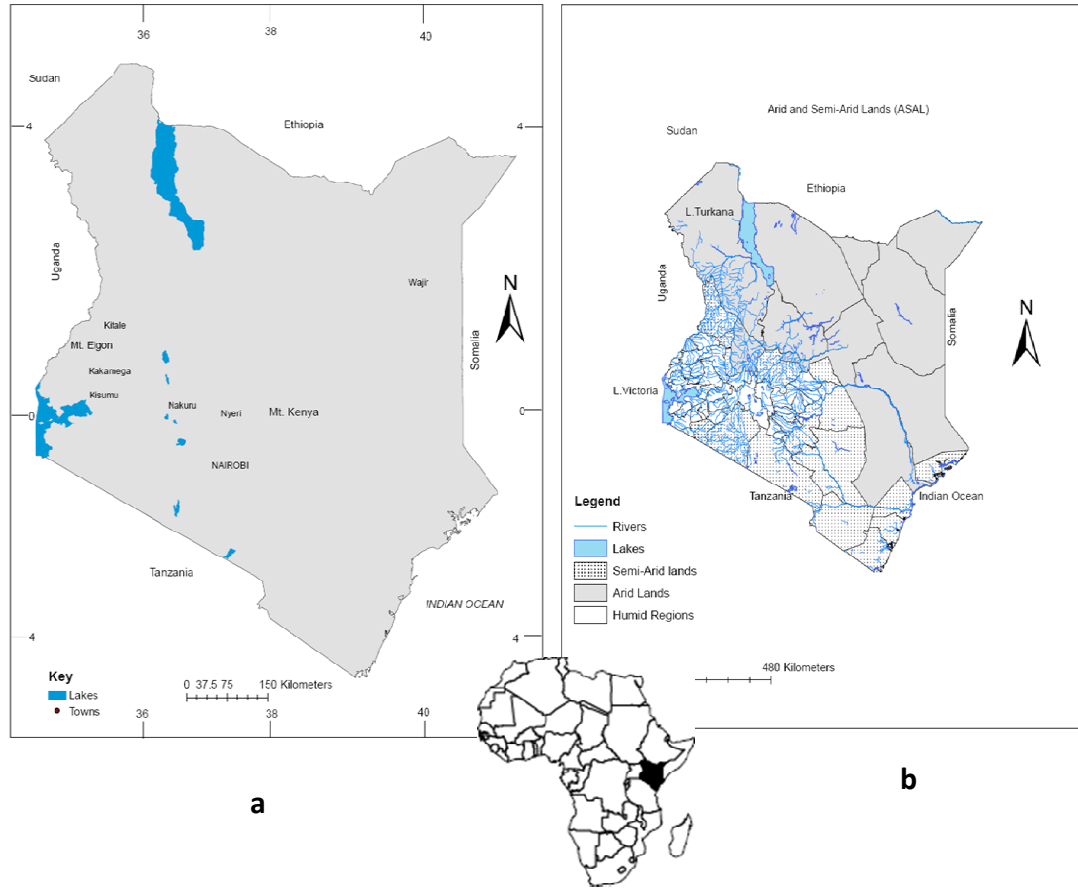 36
38
40
Sudan
4
Ethiopia
4
Uganda
Wajir
N
Somalia
Kitale
Mt. Elgon
Kakamega
Kisumu
Nakuru
Nyeri
Mt. Kenya
0
0
NAIROBI
Tanzania
INDIAN OCEAN
4
4
Key
Lakes
Towns
0 37.5 75 150 Kilometers
36
38
40
a
Arid and Semi-Arid Lands (ASAL)
Sudan
Ethiopia
L.Turkana
Uganda
Somalia
N
L.Victoria
Tanzania
Indian Ocean
Legend
Rivers
Lakes
Semi-Arid lands
Arid Lands
Humid Regions
480 Kilometers
b